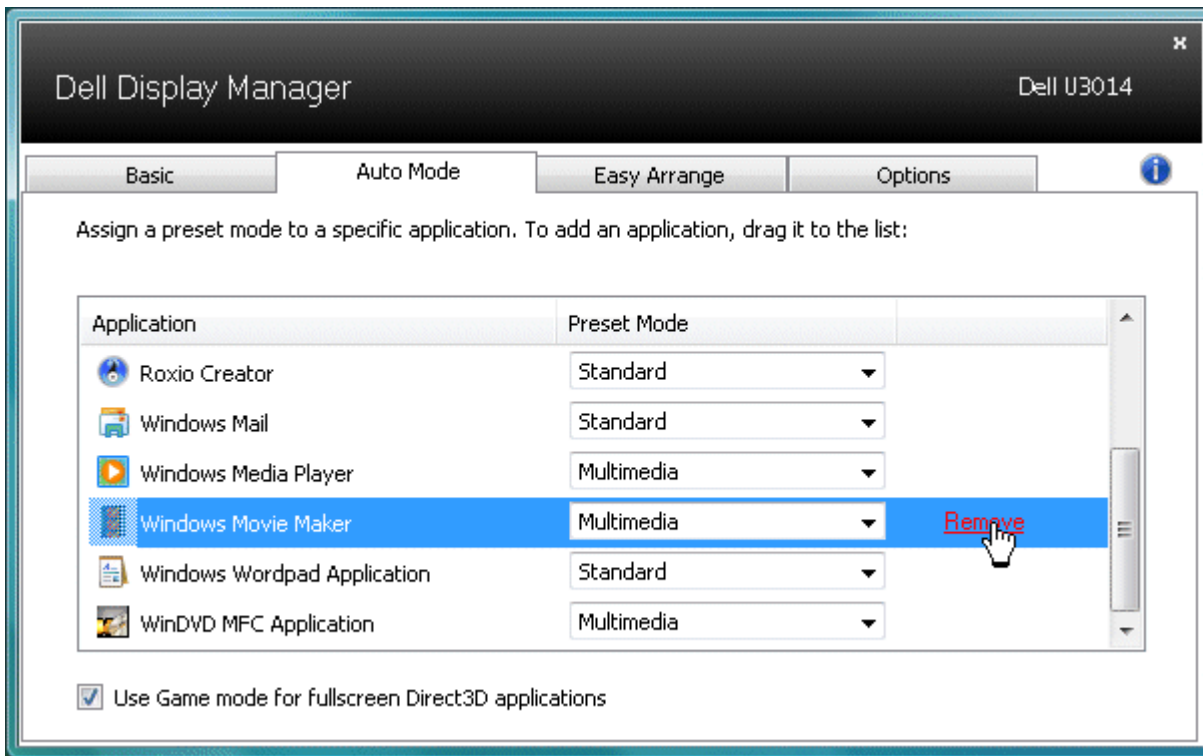 x
Dell Display Manager
Dell U3014
Basic
Auto Mode
Easy Arrange
Options
i
Assign a preset mode to a specific application. To add an application, drag it to the list:
Application
Preset Mode
Roxio Creator
Standard
Windows Mail
Standard
Windows Media Player
Multimedia
Windows Movie Maker
Multimedia
Remove
Windows Wordpad Application
Standard
WinDVD MFC Application
Multimedia
Use Game mode for fullscreen Direct3D applications